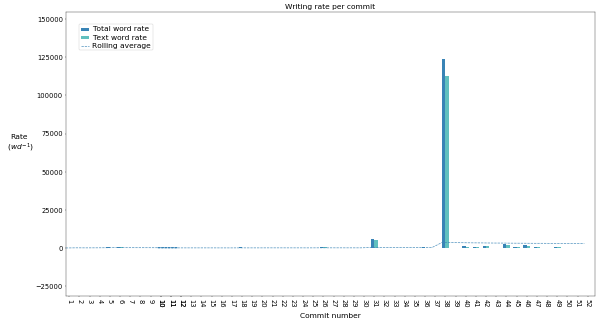 Writing rate per commit
150000
125000
100000
75000
50000
25000
0
−25000
Rate
(wd⁻¹)
Total word rate
Text word rate
Rolling average
1 2 3 4 5 6 7 8 9 10 11 12 13 14 15 16 17 18 19 20 21 22 23 24 25 26 27 28 29 30 31 32 33 34 35 36 37 38 39 40 41 42 43 44 45 46 47 48 49 50 51 52
Commit number